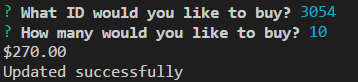 ? What ID would you like to buy? 3054
? How many would you like to buy? 10
$270.00
Updated successfully